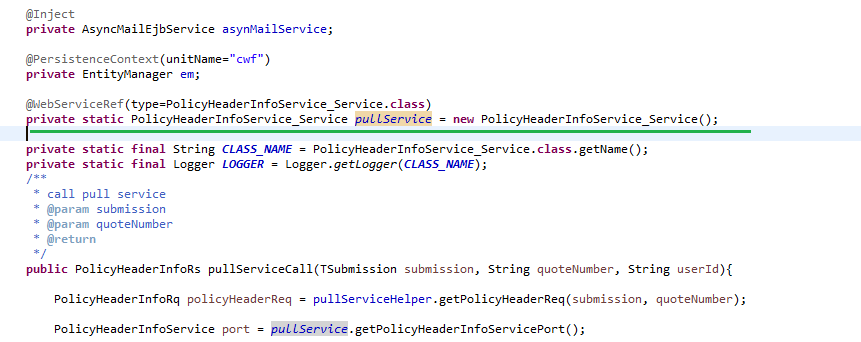 @Inject
private AsyncMailEjbService asynMailService;
@PersistenceContext(unitName="cwf")
private EntityManager em;
@WebServiceRef(type=PolicyHeaderInfoService_Service.class)
private static PolicyHeaderInfoService_Service pullService = new PolicyHeaderInfoService_Service();
private static final String CLASS_NAME = PolicyHeaderInfoService_Service.class.getName();
private static final Logger LOGGER = Logger.getLogger(CLASS_NAME);
/**
* call pull service
* @param submission
* @param quoteNumber
* @return
*/
public PolicyHeaderInfoRs pullServiceCall(TSubmission submission, String quoteNumber, String userId){
PolicyHeaderInfoRq policyHeaderReq = pullServiceHelper.getPolicyHeaderReq(submission, quoteNumber);
PolicyHeaderInfoService port = pullService.getPolicyHeaderInfoServicePort();